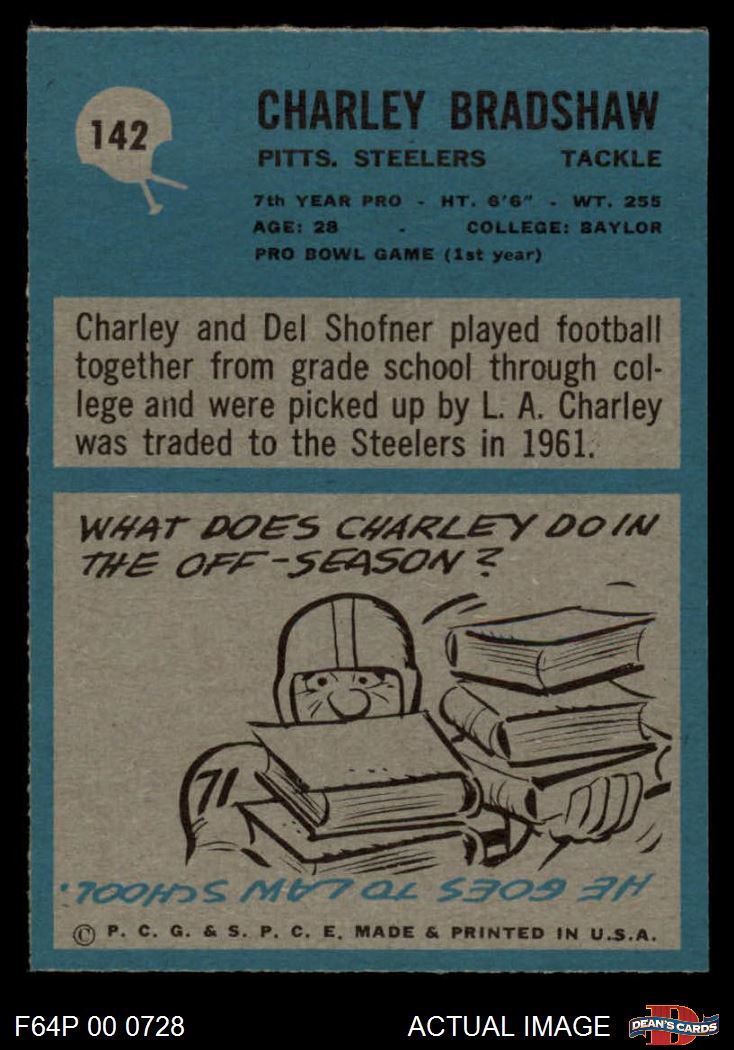 142
CHARLEY BRADSHAW
PITTS. STEELERS TACKLE
7th YEAR PRO - HT. 6'6" - WT. 255
AGE: 28 - COLLEGE: BAYLOR
PRO BOWL GAME (1st year)
Charley and Del Shofner played football
together from grade school through col-
lege and were picked up by L. A. Charley
was traded to the Steelers in 1961.
WHAT DOES CHARLEY DO IN
THE OFF-SEASON?
71
HE GOES TO LAW SCHOOL.
© P. C. G. & S. P. C. E. MADE & PRINTED IN U.S.A.
F64P 00 0728 ACTUAL IMAGE
D
DEAN'S CARDS